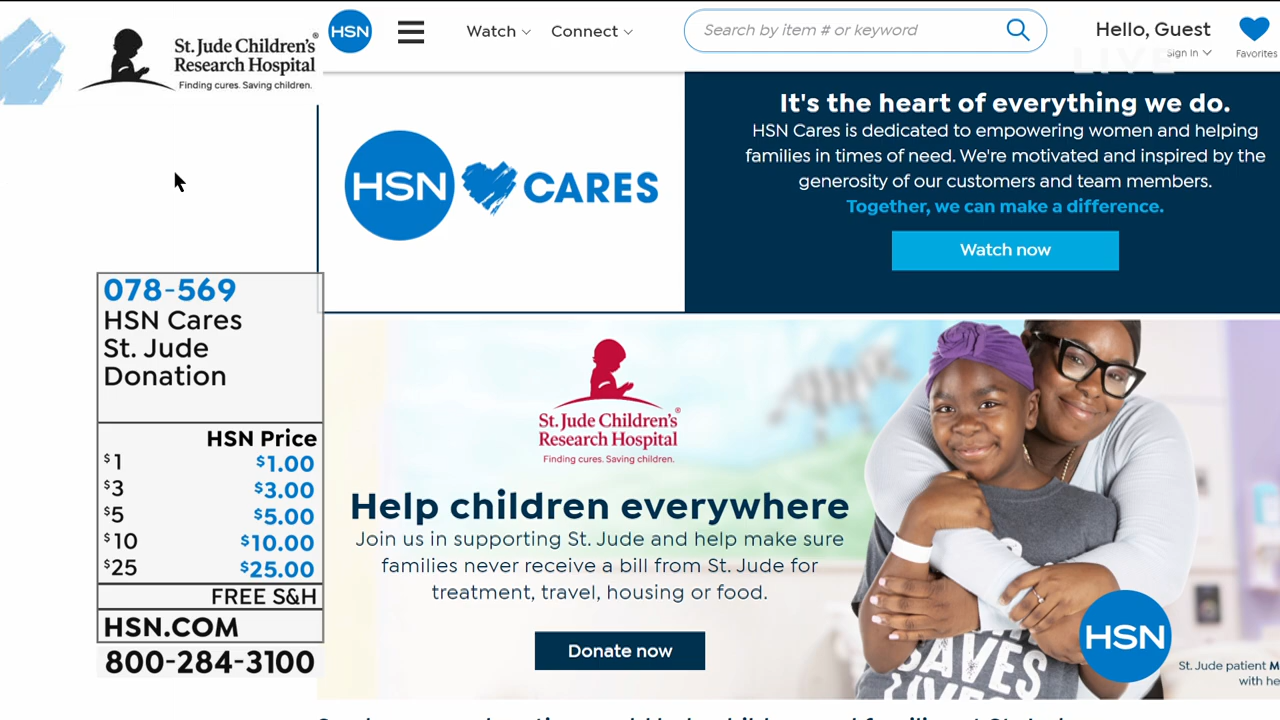 St. Jude Children's®
Research Hospital
Finding cures. Saving children.
HSN
Watch
Connect
Search by item # or keyword
Hello, Guest
Sign In
Favorites
LIVE
HSN CARES
It's the heart of everything we do.
HSN Cares is dedicated to empowering women and helping
families in times of need. We're motivated and inspired by the
generosity of our customers and team members.
Together, we can make a difference.
Watch now
078-569
HSN Cares
St. Jude
Donation
HSN Price
$1 $1.00
$3 $3.00
$5 $5.00
$10 $10.00
$25 $25.00
FREE S&H
HSN.COM
800-284-3100
St. Jude Children's®
Research Hospital
Finding cures. Saving children.
Help children everywhere
Join us in supporting St. Jude and help make sure
families never receive a bill from St. Jude for
treatment, travel, housing or food.
Donate now
SAVES
LIVES
HSN
St. Jude patient
with he